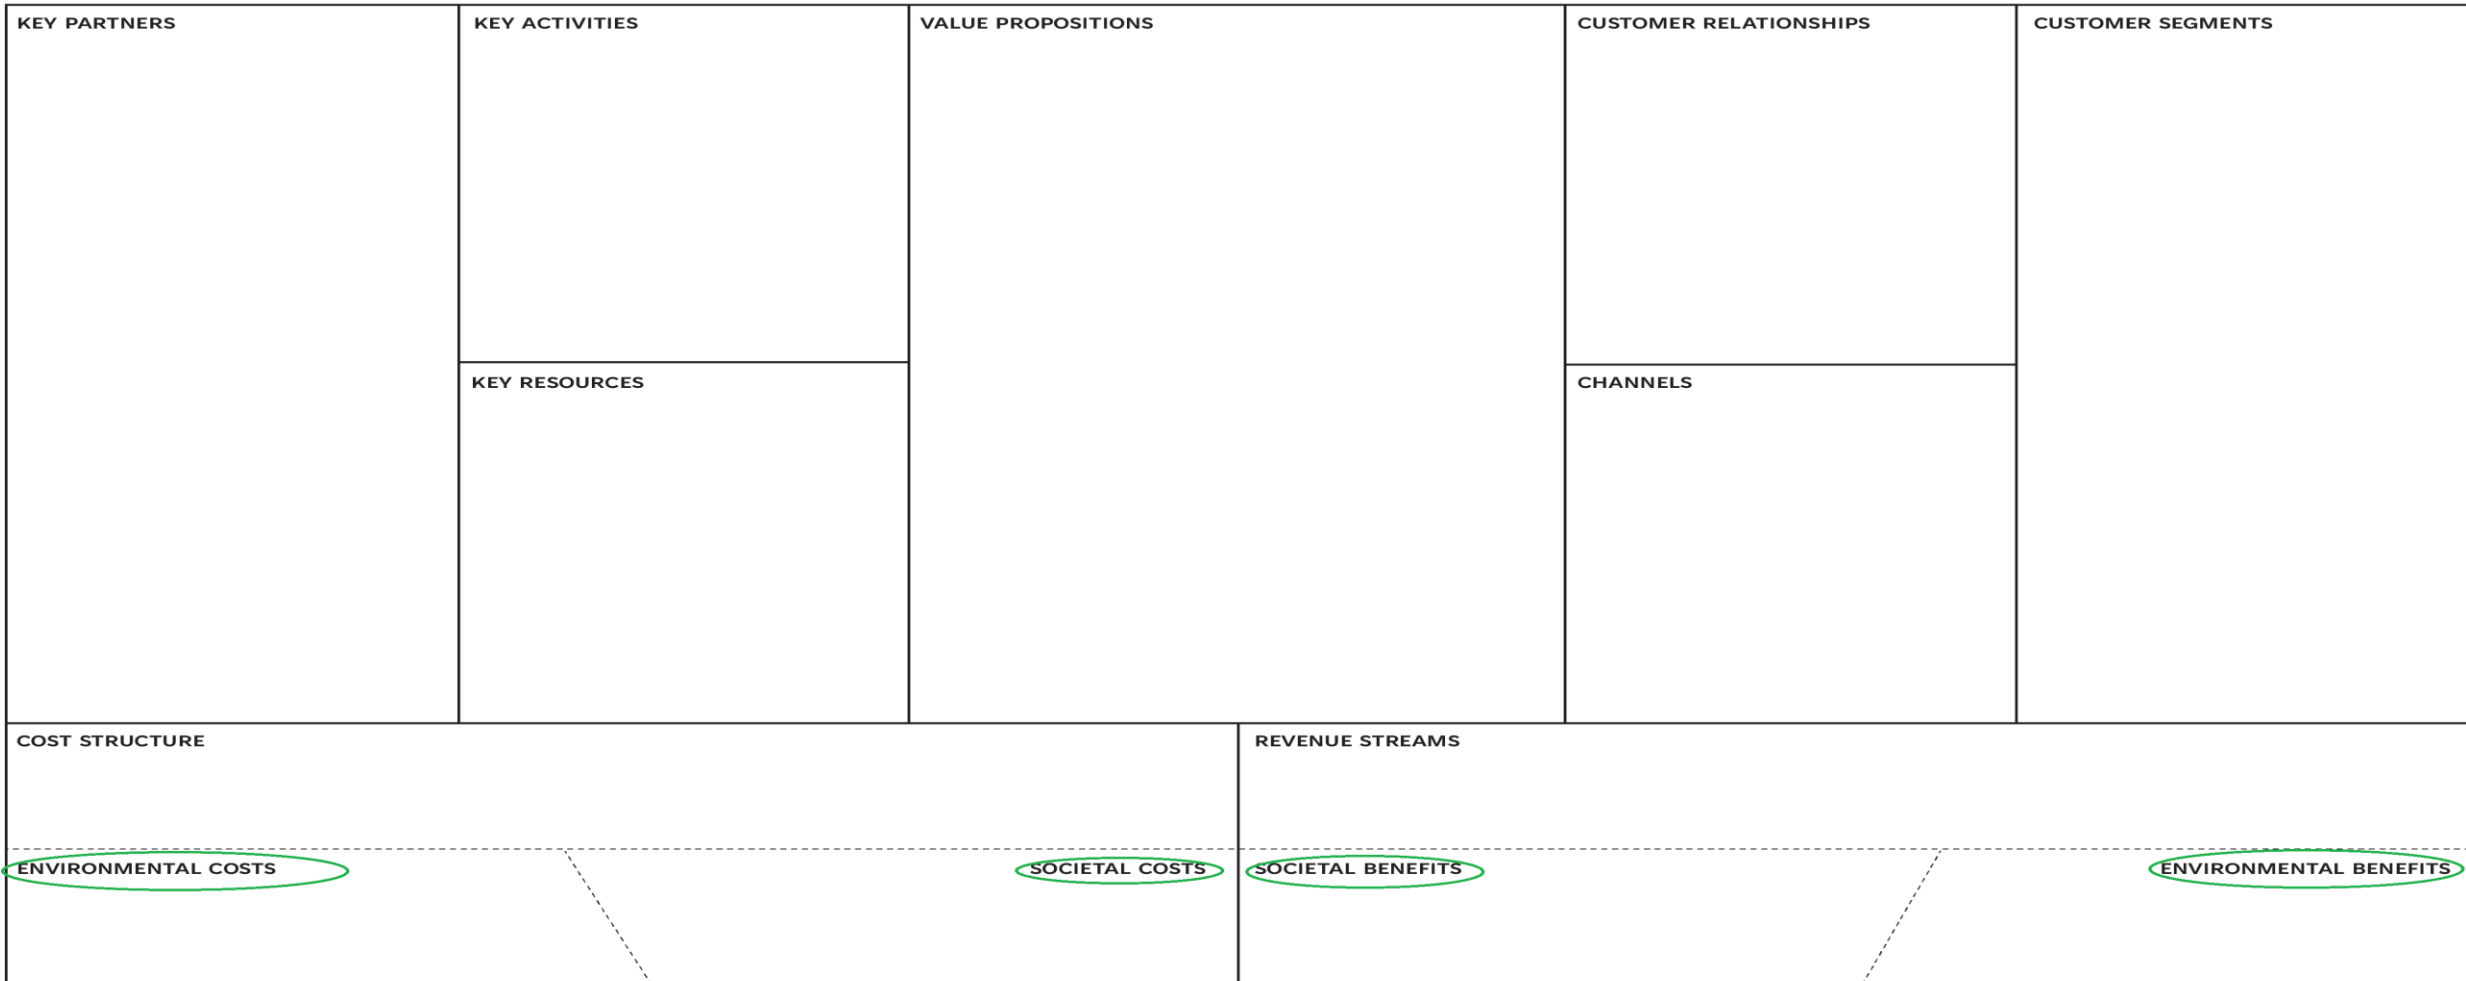 KEY PARTNERS
KEY ACTIVITIES
VALUE PROPOSITIONS
CUSTOMER RELATIONSHIPS
CUSTOMER SEGMENTS
KEY RESOURCES
CHANNELS
COST STRUCTURE
REVENUE STREAMS
ENVIRONMENTAL COSTS
SOCIETAL COSTS
SOCIETAL BENEFITS
ENVIRONMENTAL BENEFITS